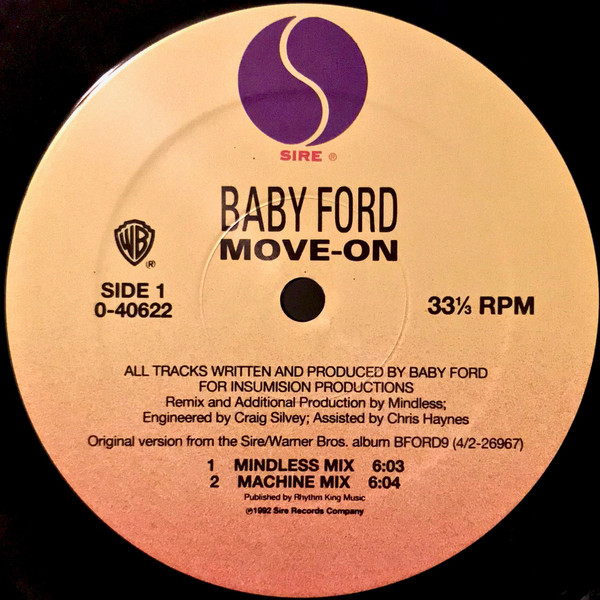 SIRE ®
BABY FORD
MOVE-ON
WB ®
SIDE 1
0-40622
33⅓ RPM
ALL TRACKS WRITTEN AND PRODUCED BY BABY FORD
FOR INSUMISION PRODUCTIONS
Remix and Additional Production by Mindless;
Engineered by Craig Silvey; Assisted by Chris Haynes
Original version from the Sire/Warner Bros. album BFORD9 (4/2-26967)
1 MINDLESS MIX 6:03
2 MACHINE MIX 6:04
Published by Rhythm King Music
℗1992 Sire Records Company